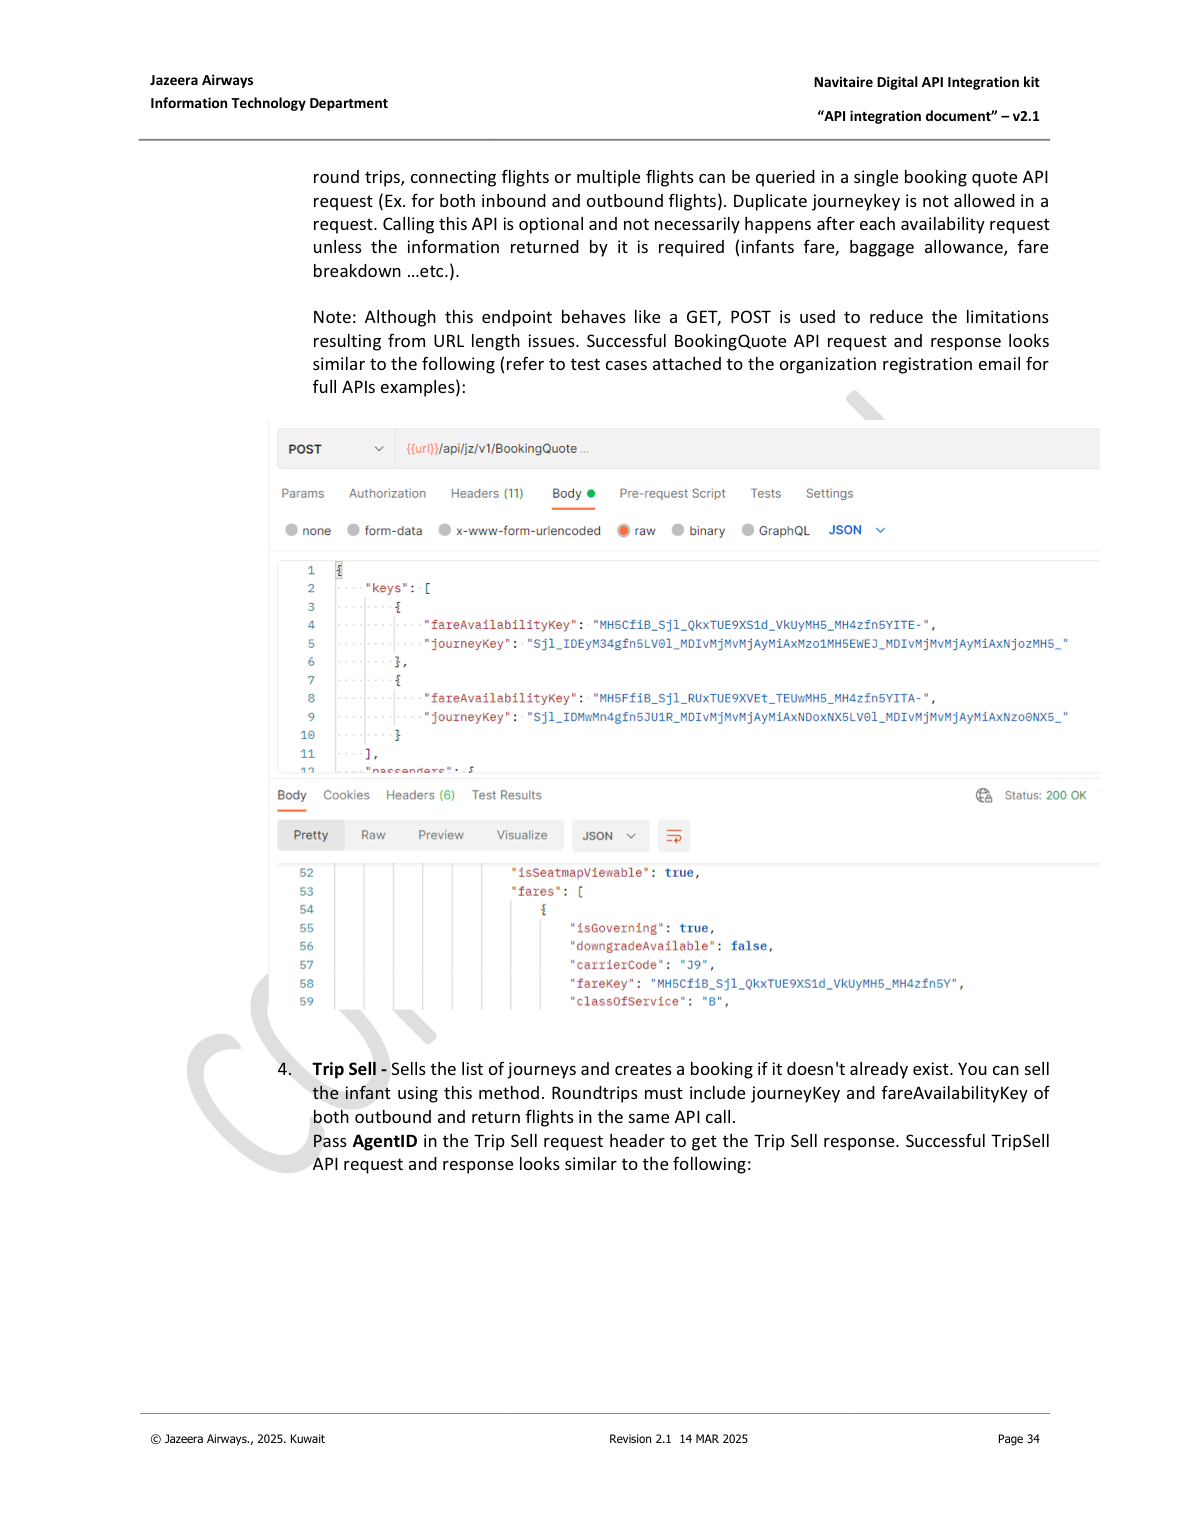 Jazeera Airways
Information Technology Department
Navitaire Digital API Integration kit
“API integration document” – v2.1
round trips, connecting flights or multiple flights can be queried in a single booking quote API
request (Ex. for both inbound and outbound flights). Duplicate journeykey is not allowed in a
request. Calling this API is optional and not necessarily happens after each availability request
unless the information returned by it is required (infants fare, baggage allowance, fare
breakdown ...etc.).
Note: Although this endpoint behaves like a GET, POST is used to reduce the limitations
resulting from URL length issues. Successful BookingQuote API request and response looks
similar to the following (refer to test cases attached to the organization registration email for
full APIs examples):
POST {{url}}/api/jz/v1/BookingQuote ...
Params Authorization Headers (11) Body Pre-request Script Tests Settings
none form-data x-www-form-urlencoded raw binary GraphQL JSON
1 {
2 "keys": [
3 {
4 "fareAvailabilityKey": "MH5CfiB_Sjl_QkxTUE9XS1d_VkUyMH5_MH4zfn5YITE-",
5 "journeyKey": "Sjl_IDEyM34gfn5LV0l_MDIvMjMvMjAyMiAxMzo1MH5EWEJ_MDIvMjMvMjAyMiAxNjozMH5_"
6 },
7 {
8 "fareAvailabilityKey": "MH5FfiB_Sjl_RUxTUE9XVEt_TEUwMH5_MH4zfn5YITA-",
9 "journeyKey": "Sjl_IDMwMn4gfn5JU1R_MDIvMjMvMjAyMiAxNDoxNX5LV0l_MDIvMjMvMjAyMiAxNzo0NX5_"
10 }
11 ],
12 "passengers": {
Body Cookies Headers (6) Test Results Status: 200 OK
Pretty Raw Preview Visualize JSON
52 "isSeatmapViewable": true,
53 "fares": [
54 {
55 "isGoverning": true,
56 "downgradeAvailable": false,
57 "carrierCode": "J9",
58 "fareKey": "MH5CfiB_Sjl_QkxTUE9XS1d_VkUyMH5_MH4zfn5Y",
59 "classOfService": "B",
4. Trip Sell - Sells the list of journeys and creates a booking if it doesn't already exist. You can sell
the infant using this method. Roundtrips must include journeyKey and fareAvailabilityKey of
both outbound and return flights in the same API call.
Pass AgentID in the Trip Sell request header to get the Trip Sell response. Successful TripSell
API request and response looks similar to the following:
© Jazeera Airways., 2025. Kuwait Revision 2.1 14 MAR 2025 Page 34